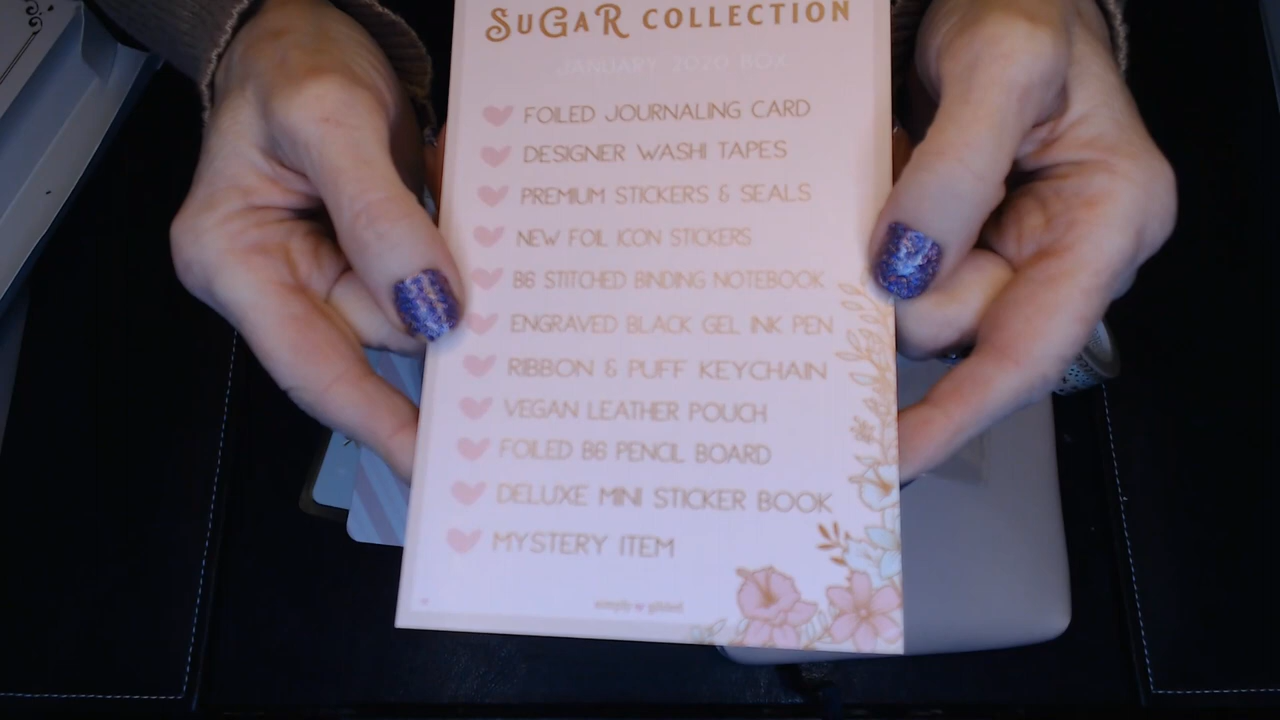 SUGAR COLLECTION
JANUARY 2020 BOX
FOILED JOURNALING CARD
DESIGNER WASHI TAPES
PREMIUM STICKERS & SEALS
NEW FOIL ICON STICKERS
B6 STITCHED BINDING NOTEBOOK
ENGRAVED BLACK GEL INK PEN
RIBBON & PUFF KEYCHAIN
VEGAN LEATHER POUCH
FOILED B6 PENCIL BOARD
DELUXE MINI STICKER BOOK
MYSTERY ITEM
simply gilded